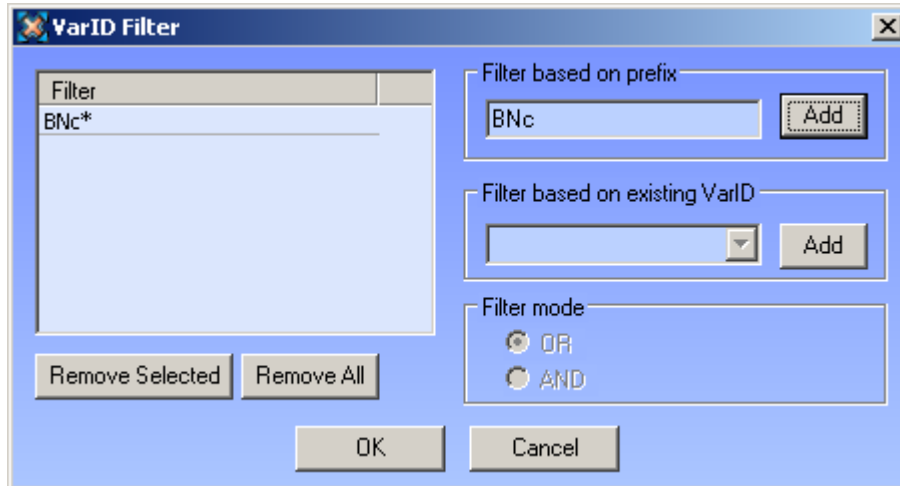 VarID Filter
Filter
BNc*
Remove Selected
Remove All
Filter based on prefix
BNc
Add
Filter based on existing VarID
Add
Filter mode
OR
AND
OK
Cancel